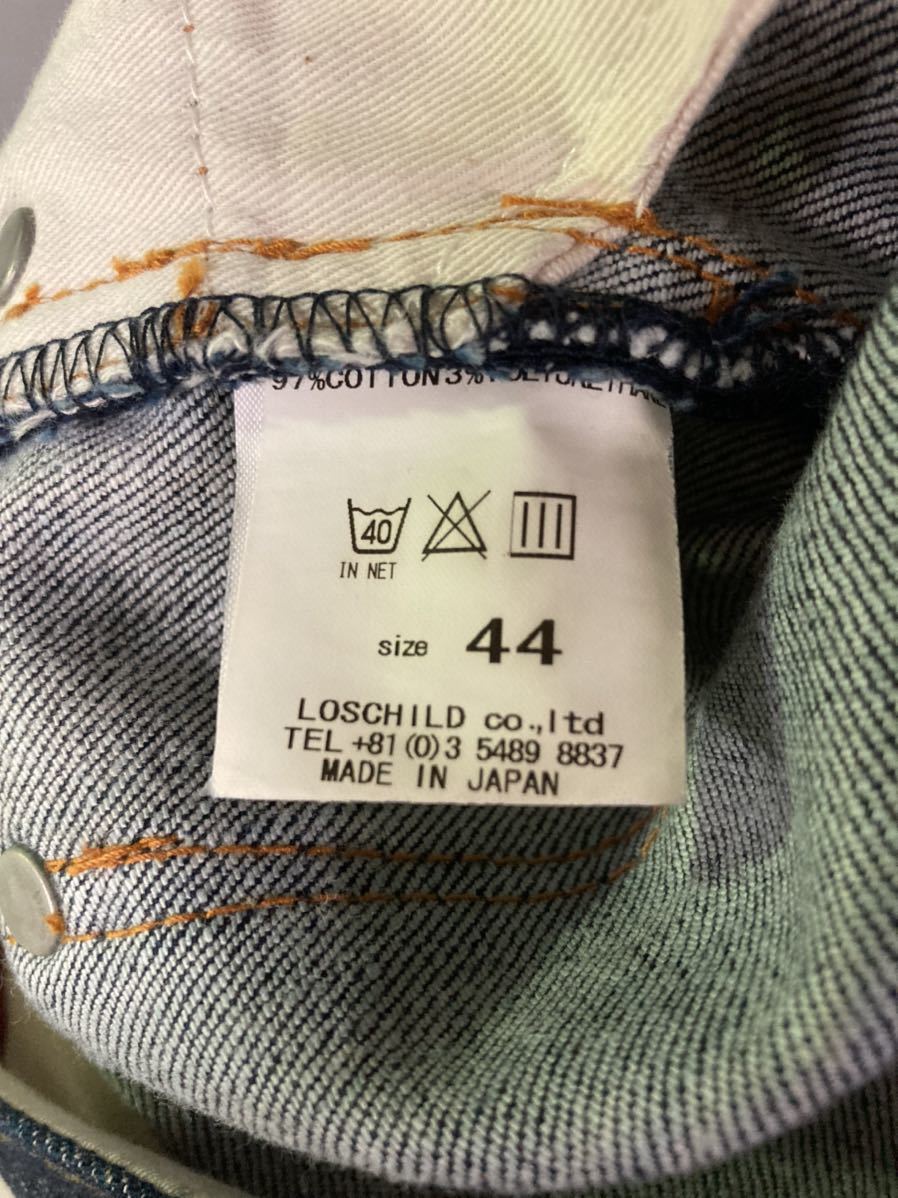 97%COTTON3%POLYURETHANE
40
IN NET
size 44
LOSCHILD co.,ltd
TEL +81(0)3 5489 8837
MADE IN JAPAN